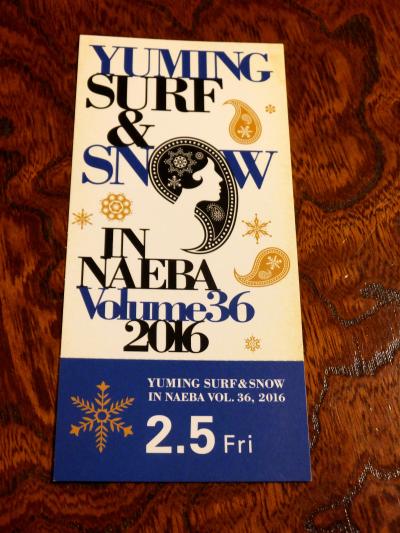 YUMING
SURF
&
SNOW
IN
NAEBA
Volume36
2016
YUMING SURF&SNOW
IN NAEBA VOL. 36, 2016
2.5 Fri